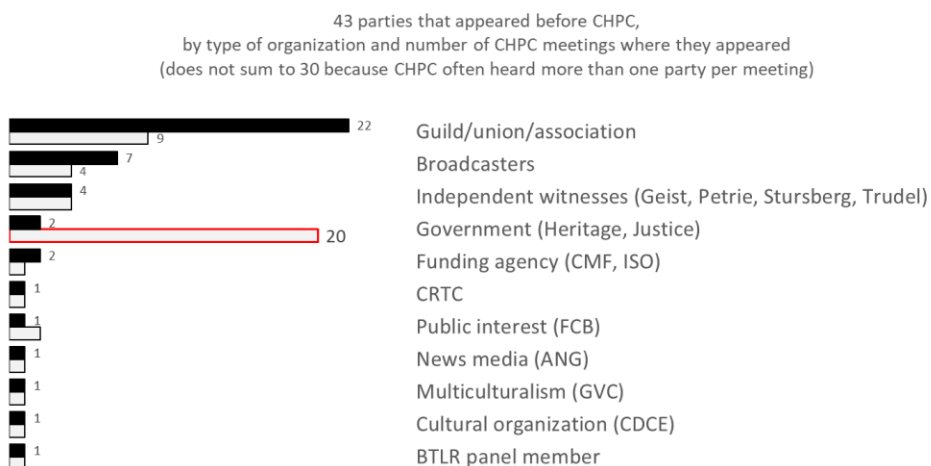 43 parties that appeared before CHPC,
by type of organization and number of CHPC meetings where they appeared
(does not sum to 30 because CHPC often heard more than one party per meeting)
22
9
Guild/union/association
7
4
Broadcasters
4
Independent witnesses (Geist, Petrie, Stursberg, Trudel)
2
20
Government (Heritage, Justice)
2
Funding agency (CMF, ISO)
1
CRTC
1
Public interest (FCB)
1
News media (ANG)
1
Multiculturalism (GVC)
1
Cultural organization (CDCE)
1
BTLR panel member